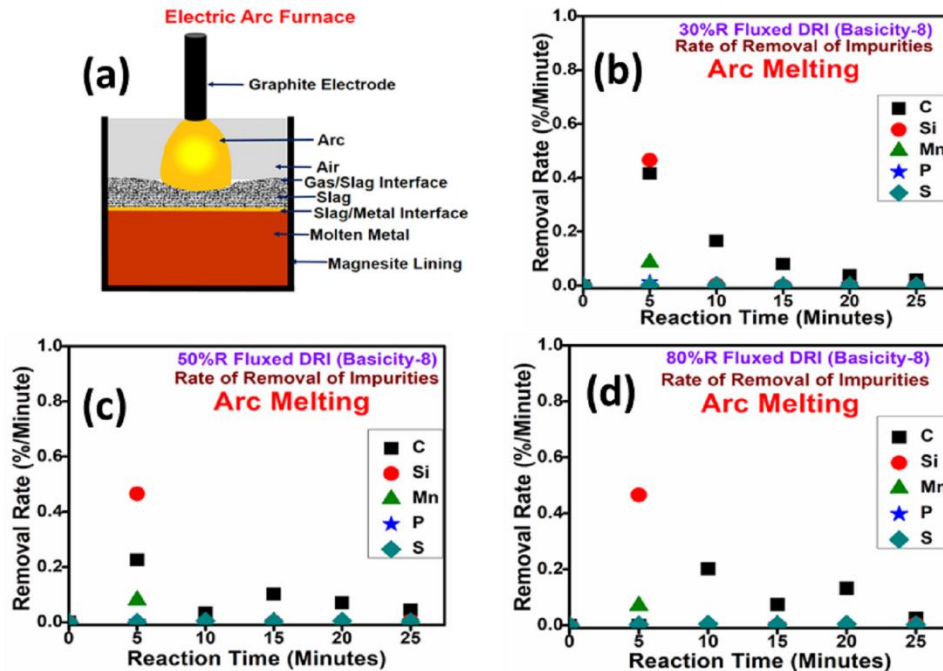 Electric Arc Furnace
(a)
Graphite Electrode
Arc
Air
Gas/Slag Interface
Slag
Slag/Metal Interface
Molten Metal
Magnesite Lining
(b)
30%R Fluxed DRI (Basicity-8)
Rate of Removal of Impurities
Arc Melting
C
Si
Mn
P
S
Removal Rate (%/Minute)
1.0
0.8
0.6
0.4
0.2
0.0
0 5 10 15 20 25
Reaction Time (Minutes)
(c)
50%R Fluxed DRI (Basicity-8)
Rate of Removal of Impurities
Arc Melting
C
Si
Mn
P
S
Removal Rate (%/Minute)
1.0
0.8
0.6
0.4
0.2
0.0
0 5 10 15 20 25
Reaction Time (Minutes)
(d)
80%R Fluxed DRI (Basicity-8)
Rate of Removal of Impurities
Arc Melting
C
Si
Mn
P
S
Removal Rate (%/Minute)
1.0
0.8
0.6
0.4
0.2
0.0
0 5 10 15 20 25
Reaction Time (Minutes)